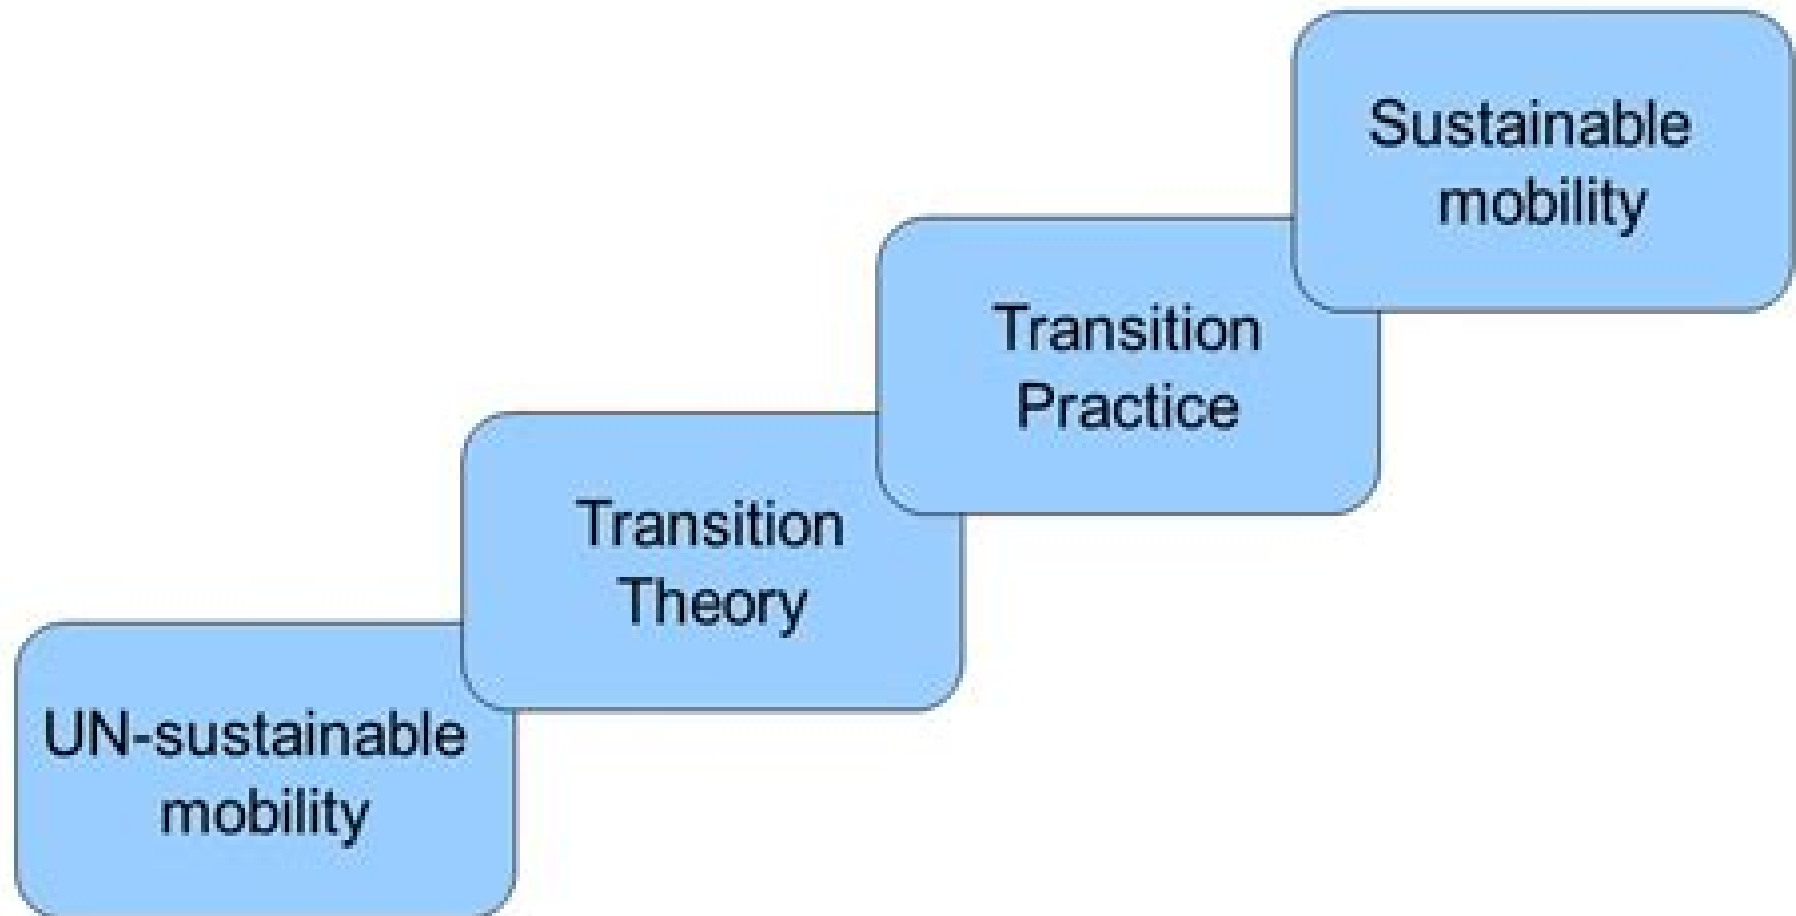 Sustainable
mobility
Transition
Practice
Transition
Theory
UN-sustainable
mobility